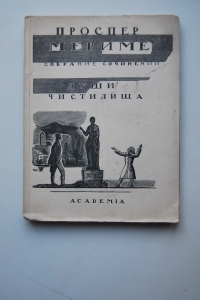 ПРОСПЕР
МЕРИМЕ
СОБРАНИЕ СОЧИНЕНИЙ
ДУШИ
ЧИСТИЛИЩА
ACADEMIA